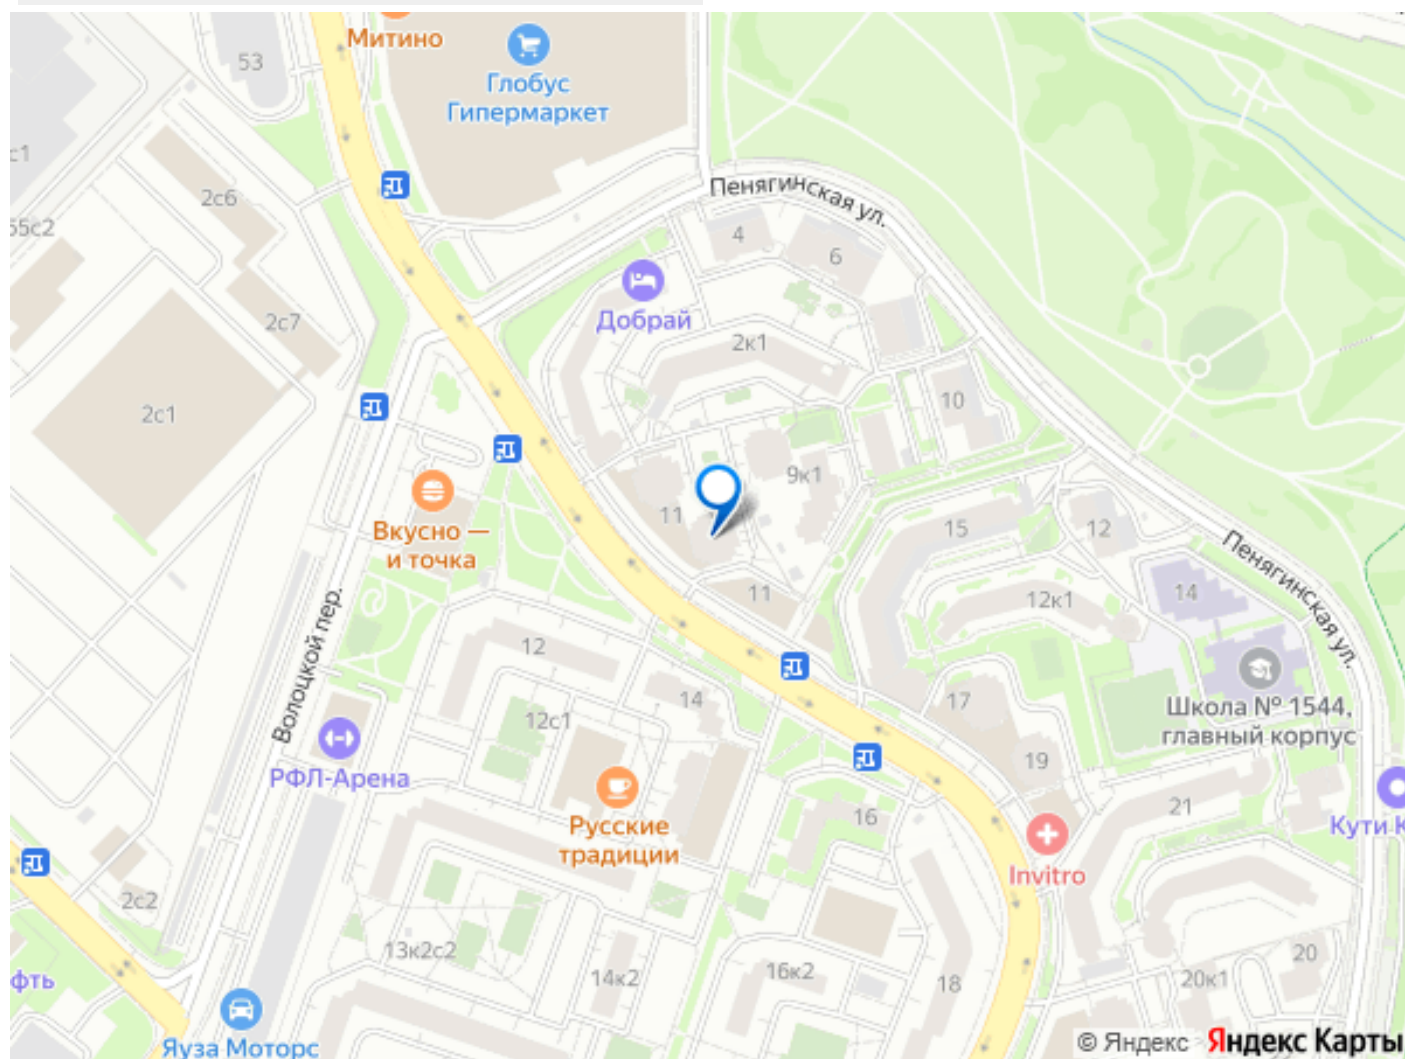 Митино
53
Глобус
Гипермаркет
с1
2с6
Пенягинская ул.
55с2
4
6
2с7
Добрай
2к1
2с1
10
9к1
11
Вкусно —
и точка
15
12
Пенягинская ул.
11
12к1
14
Волоцкой пер.
12
14
17
Школа № 1544,
главный корпус
12с1
19
РФЛ-Арена
16
21
Русские
традиции
Кути К
Invitro
2с2
13к2с2
14к2
16к2
18
20к1
20
фть
Яуза Моторс
© Яндекс Яндекс Карты